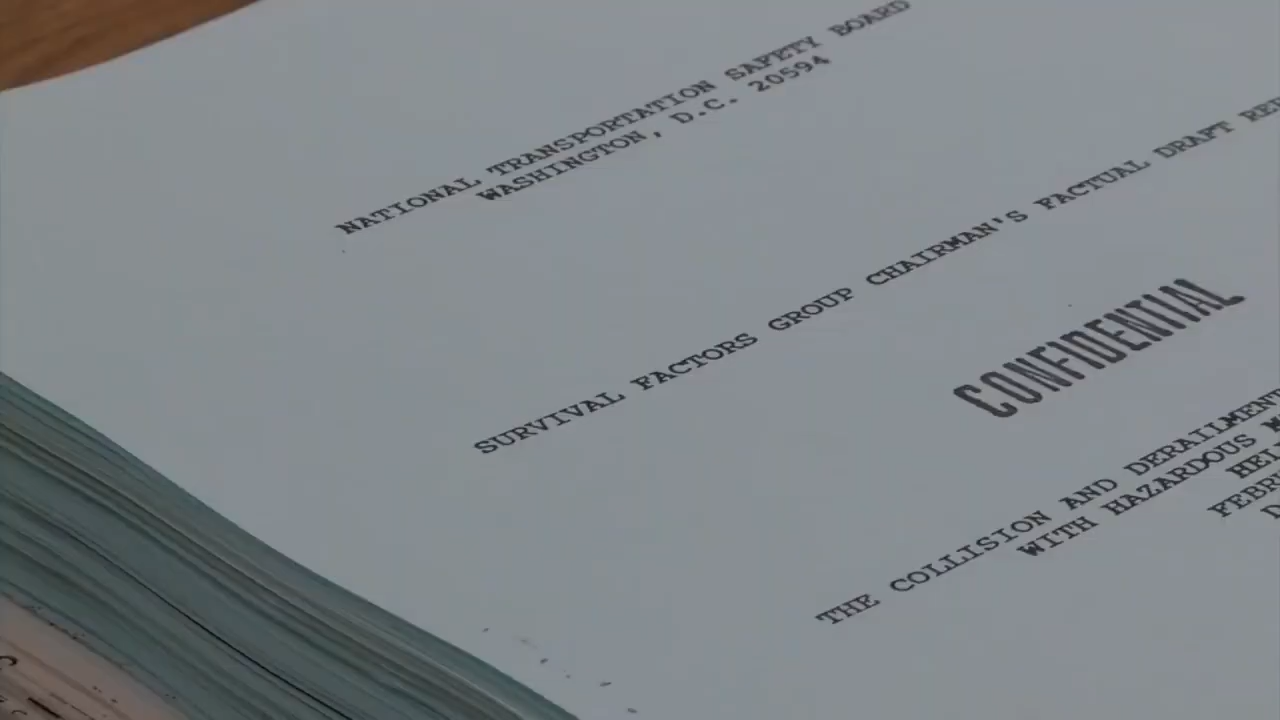 NATIONAL TRANSPORTATION SAFETY BOARD
WASHINGTON, D.C. 20594
SURVIVAL FACTORS GROUP CHAIRMAN'S FACTUAL DRAFT
CONFIDENTIAL
THE COLLISION AND DERAILMENT
WITH HAZARDOUS